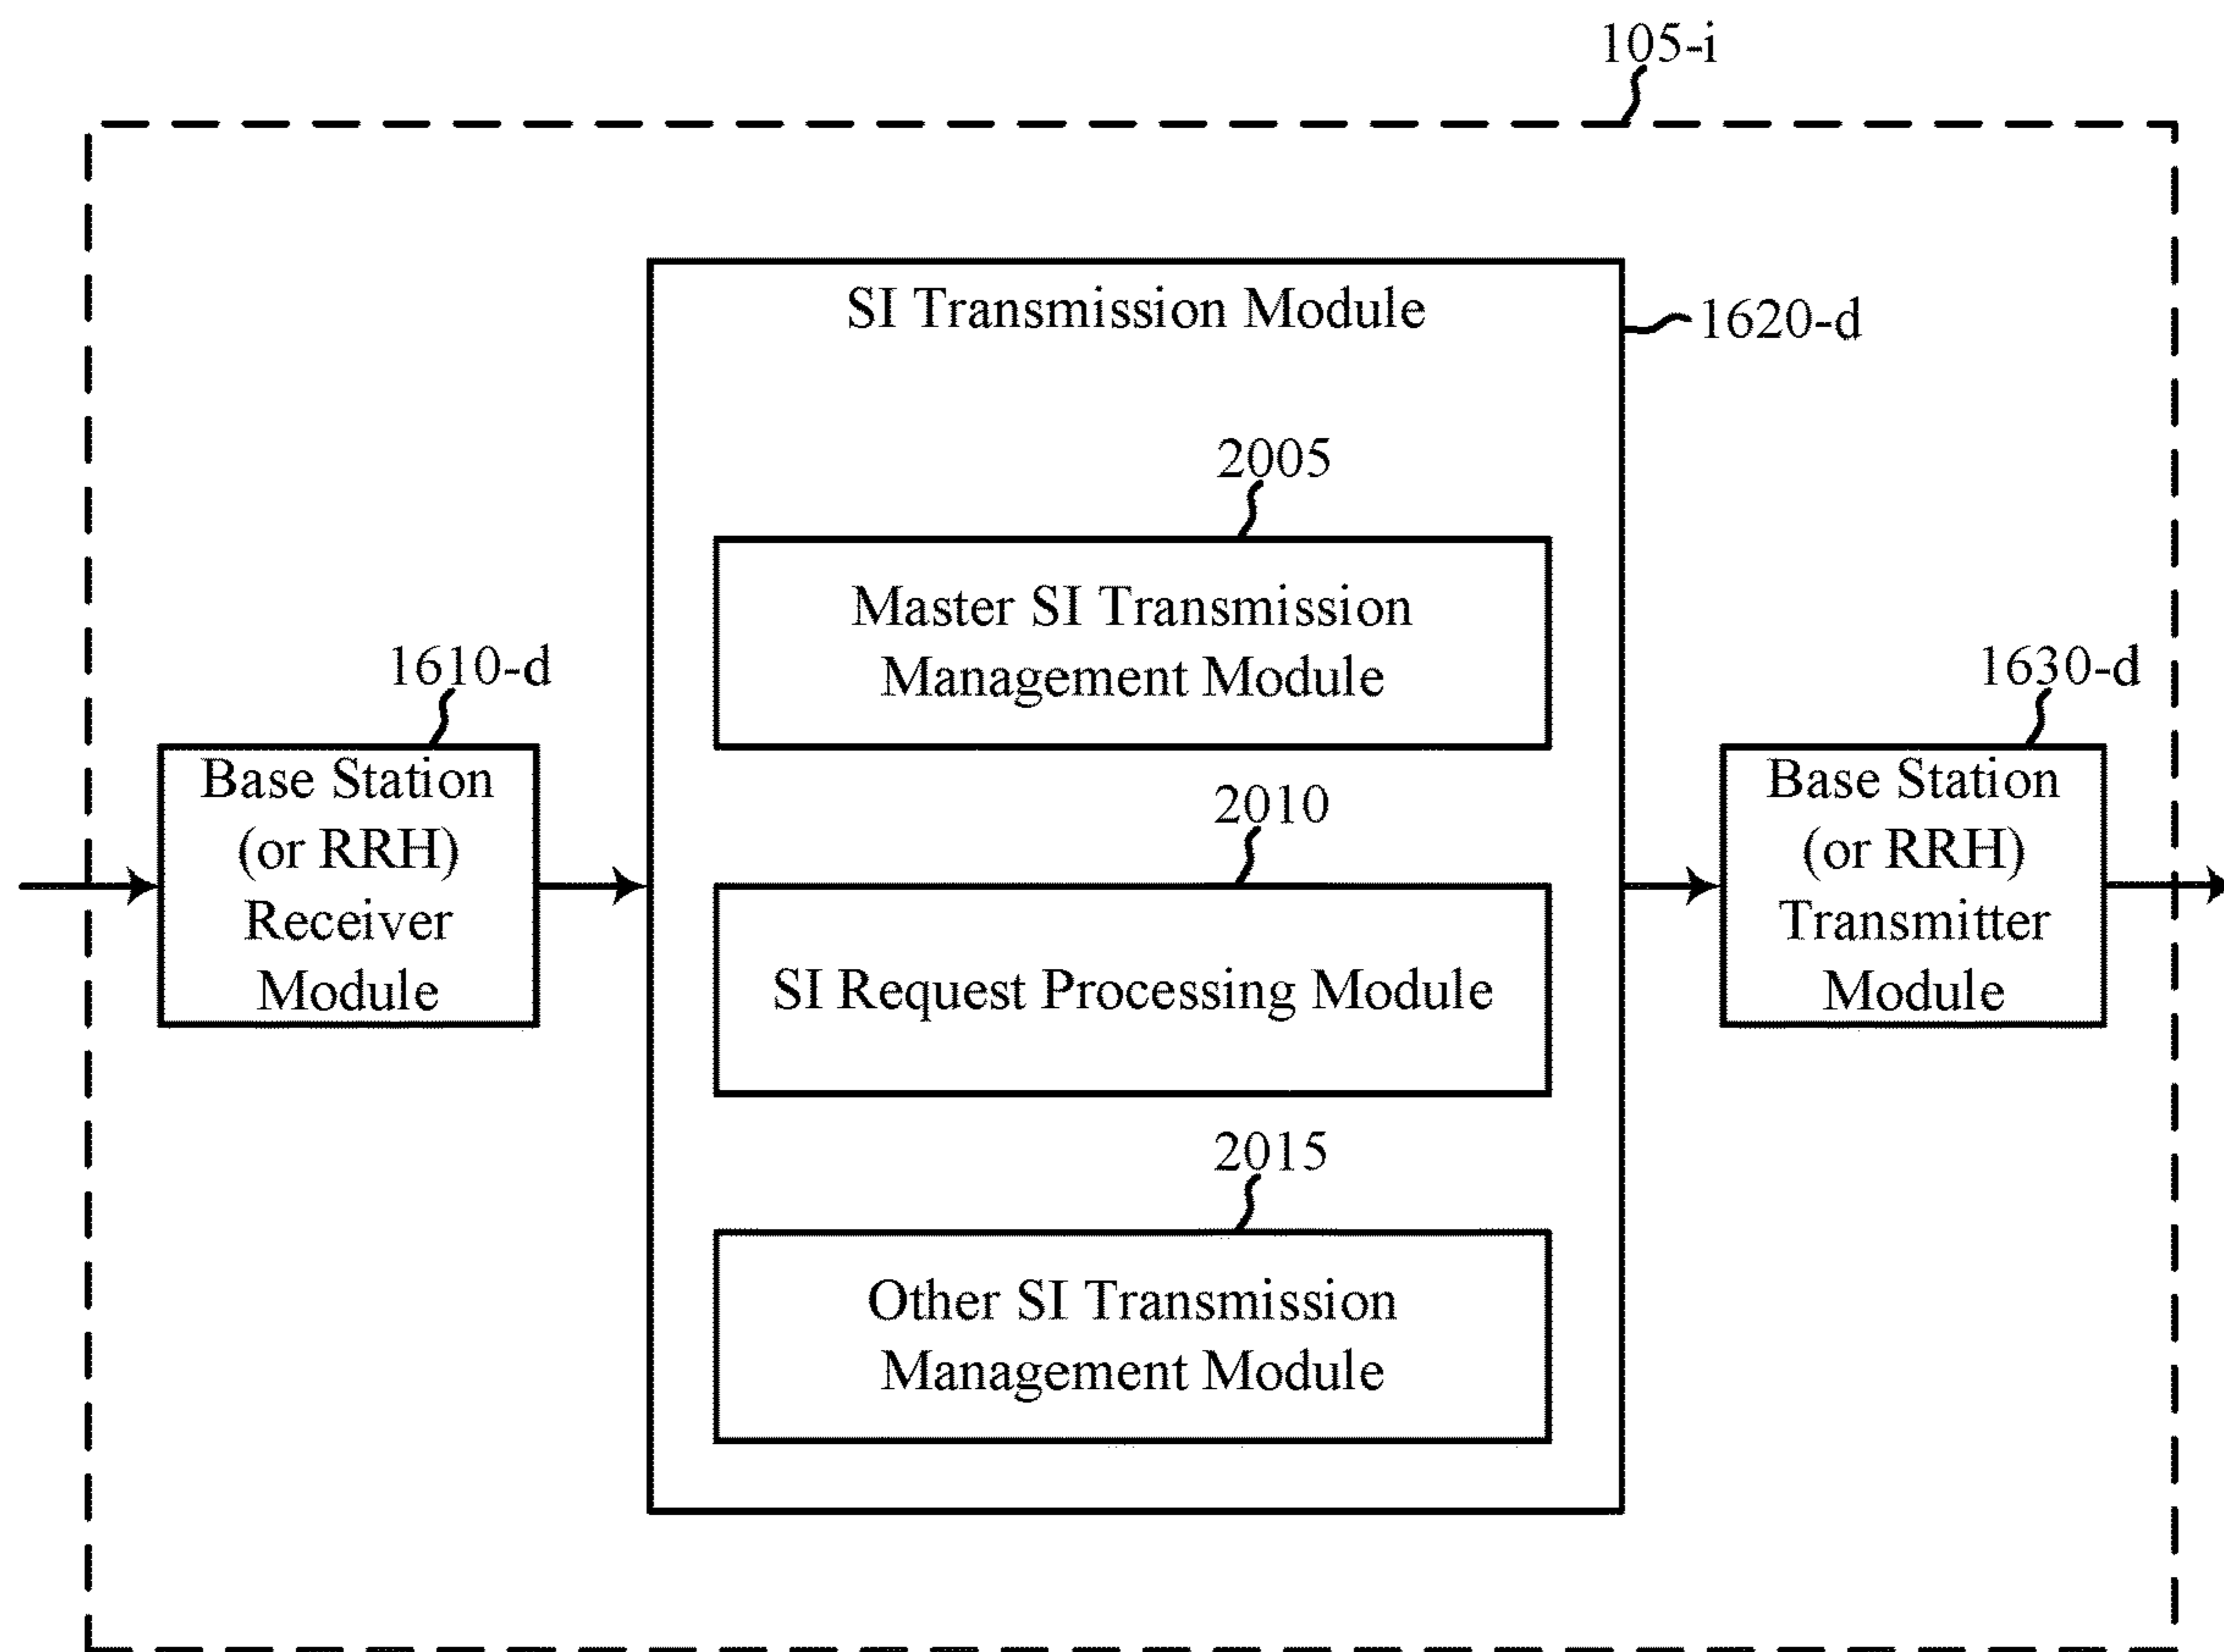 105-i
SI Transmission Module
1620-d
2005
Master SI Transmission
Management Module
1610-d
1630-d
Base Station
(or RRH)
Receiver
Module
2010
SI Request Processing Module
Base Station
(or RRH)
Transmitter
Module
2015
Other SI Transmission
Management Module